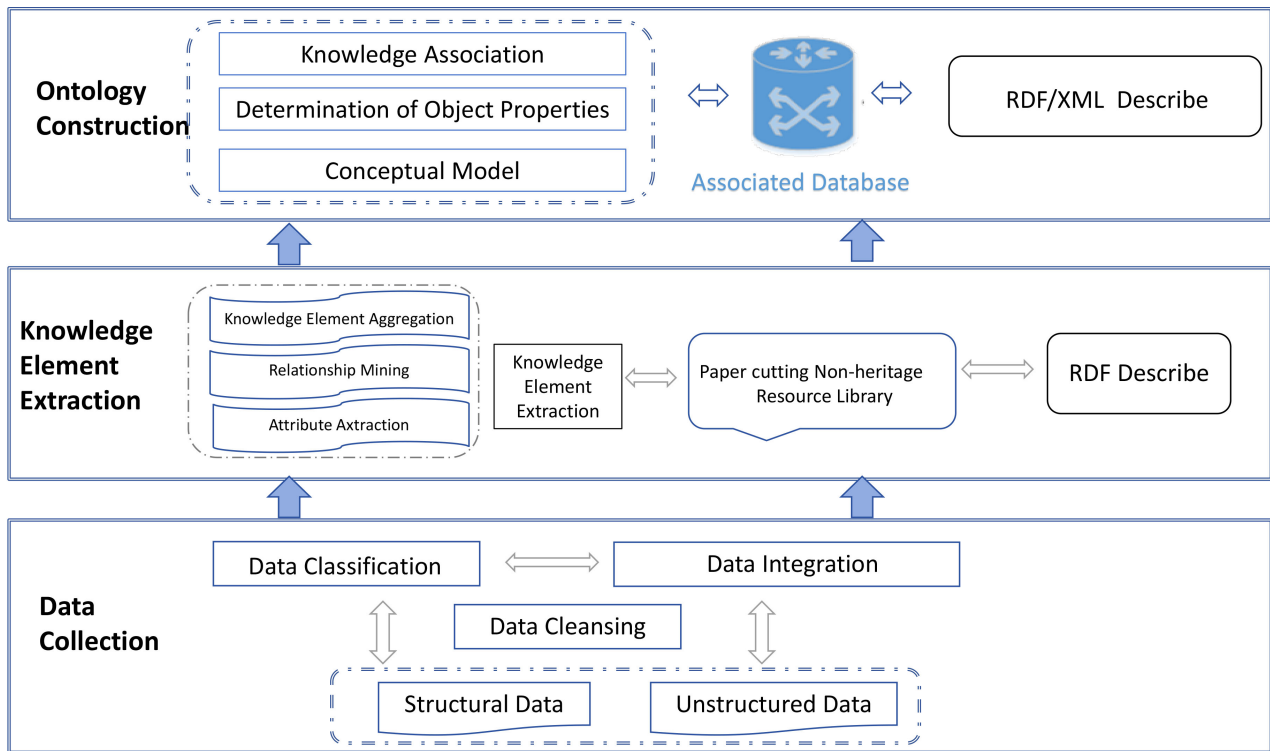 Ontology
Construction
Knowledge Association
Determination of Object Properties
Conceptual Model
Associated Database
RDF/XML Describe
Knowledge
Element
Extraction
Knowledge Element Aggregation
Relationship Mining
Attribute Axtraction
Knowledge
Element
Extraction
Paper cutting Non-heritage
Resource Library
RDF Describe
Data
Collection
Data Classification
Data Integration
Data Cleansing
Structural Data
Unstructured Data